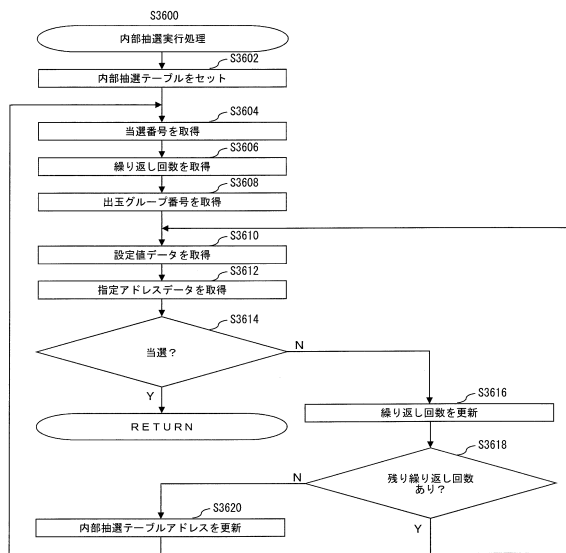 S3600
内部抽選実行処理
S3602
内部抽選テーブルをセット
S3604
当選番号を取得
S3606
繰り返し回数を取得
S3608
出玉グループ番号を取得
S3610
設定値データを取得
S3612
指定アドレスデータを取得
S3614
当選？
N
Y
RETURN
S3616
繰り返し回数を更新
S3618
残り繰り返し回数
あり？
N
Y
S3620
内部抽選テーブルアドレスを更新